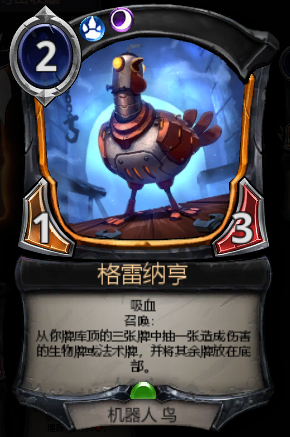 2
1
3
格雷纳亨
吸血
召唤：
从你牌库顶的三张牌中抽一张造成伤害
的生物牌或法术牌，并将其余牌放在底
部。
机器人鸟